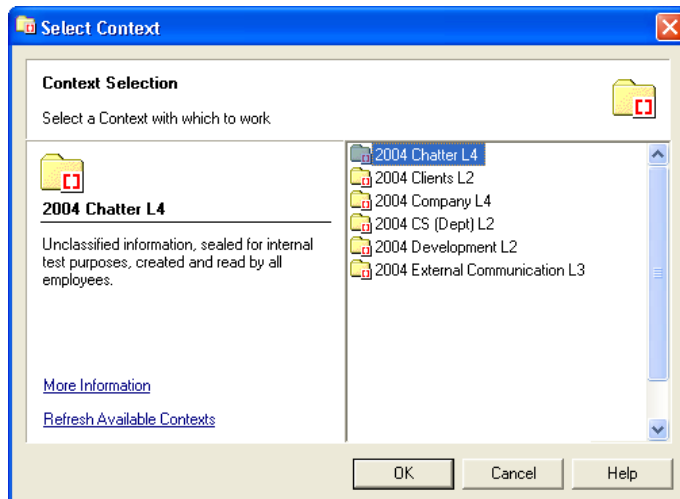 Select Context
Context Selection
Select a Context with which to work
2004 Chatter L4
Unclassified information, sealed for internal
test purposes, created and read by all
employees.
More Information
Refresh Available Contexts
2004 Chatter L4
2004 Clients L2
2004 Company L4
2004 CS (Dept) L2
2004 Development L2
2004 External Communication L3
OK
Cancel
Help